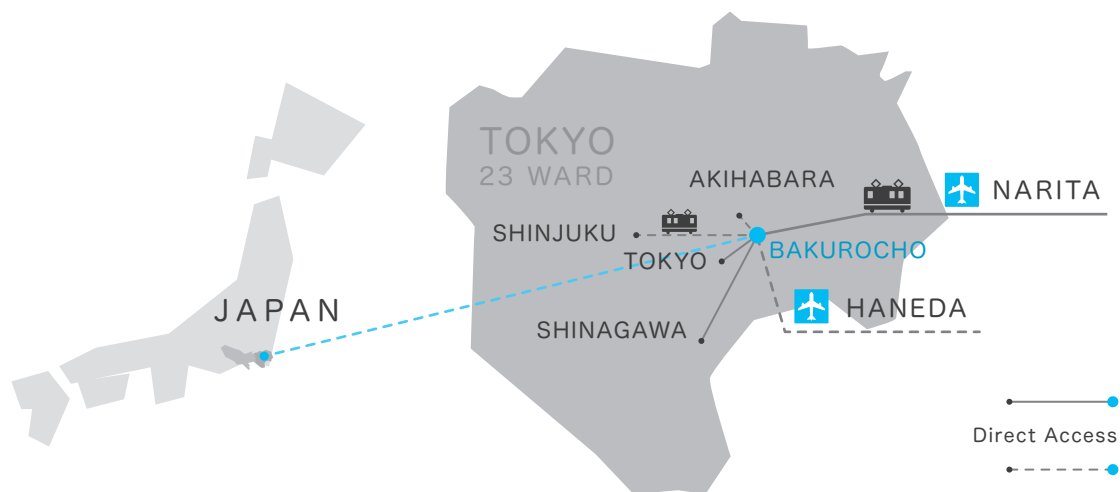 TOKYO
23 WARD
AKIHABARA
NARITA
SHINJUKU
BAKUROCHO
TOKYO
HANEDA
JAPAN
SHINAGAWA
Direct Access